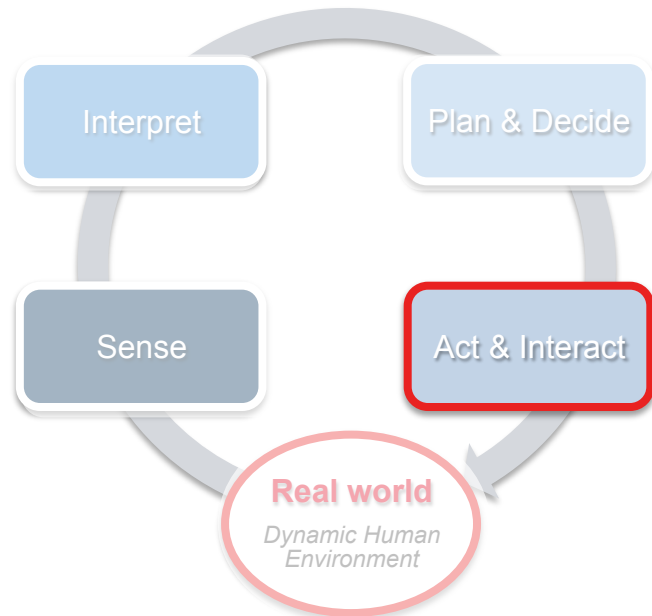 Interpret
Plan & Decide
Sense
Act & Interact
Real world
Dynamic Human
Environment